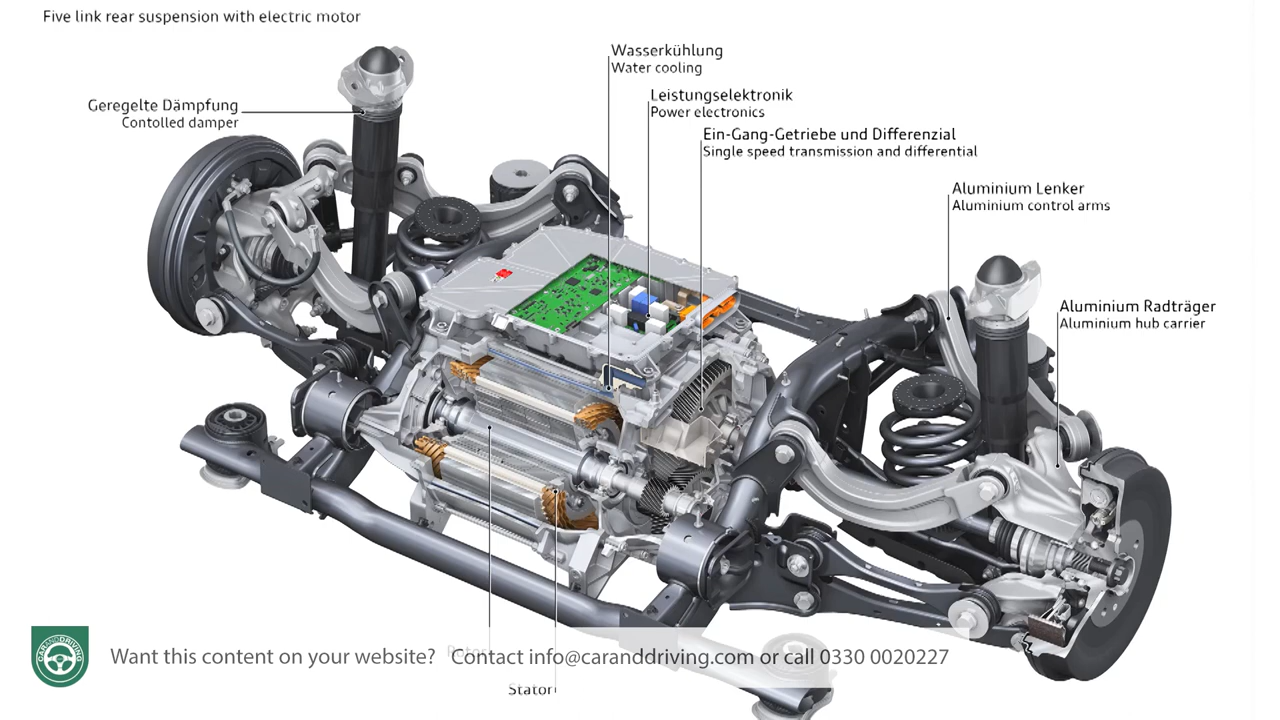 Five link rear suspension with electric motor
Wasserkühlung
Water cooling
Leistungselektronik
Power electronics
Geregelte Dämpfung
Contolled damper
Ein-Gang-Getriebe und Differenzial
Single speed transmission and differential
Aluminium Lenker
Aluminium control arms
Aluminium Radträger
Aluminium hub carrier
Rotor
CARANDDRIVING
Want this content on your website? Contact info@caranddriving.com or call 0330 0020227
Stator